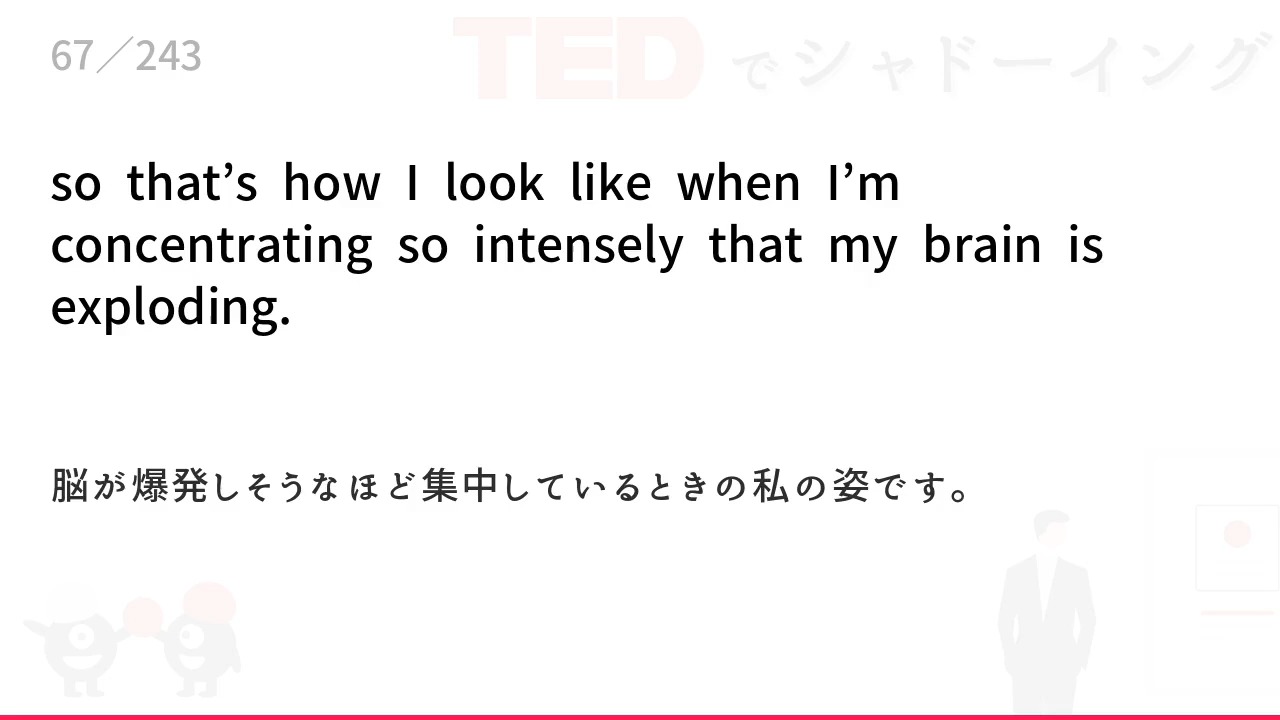 67／243
TEDでシャドーイング
so that’s how I look like when I’m
concentrating so intensely that my brain is
exploding.
脳が爆発しそうなほど集中しているときの私の姿です。